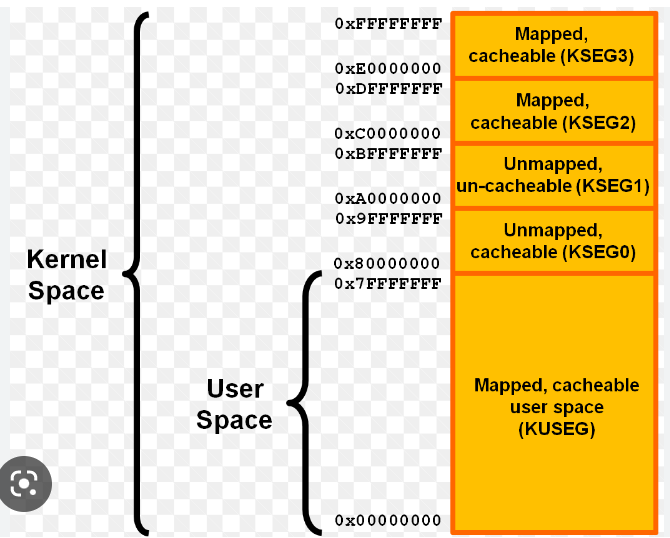 0xFFFFFFFF
Mapped,
cacheable (KSEG3)
0xE0000000
0xDFFFFFFF
Mapped,
cacheable (KSEG2)
0xC0000000
0xBFFFFFFF
Unmapped,
un-cacheable (KSEG1)
0xA0000000
0x9FFFFFFF
Unmapped,
cacheable (KSEG0)
0x80000000
0x7FFFFFFF
Kernel
Space
User
Space
Mapped, cacheable
user space
(KUSEG)
0x00000000